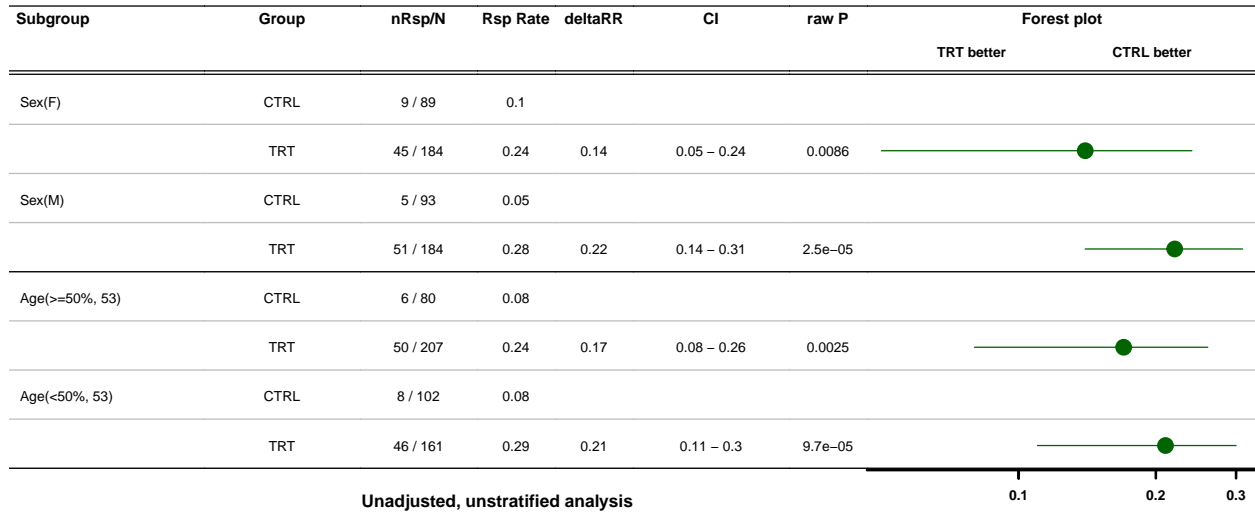 Subgroup Group nRsp/N Rsp Rate deltaRR CI raw P Forest plot
TRT better CTRL better
Sex(F) CTRL 9 / 89 0.1
TRT 45 / 184 0.24 0.14 0.05 – 0.24 0.0086
Sex(M) CTRL 5 / 93 0.05
TRT 51 / 184 0.28 0.22 0.14 – 0.31 2.5e−05
Age(>=50%, 53) CTRL 6 / 80 0.08
TRT 50 / 207 0.24 0.17 0.08 – 0.26 0.0025
Age(<50%, 53) CTRL 8 / 102 0.08
TRT 46 / 161 0.29 0.21 0.11 – 0.3 9.7e−05
0.1 0.2 0.3
Unadjusted, unstratified analysis